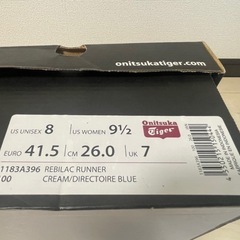 onitsukatiger.com
US UNISEX 8 US WOMEN 9½
Onitsuka
Tiger
EURO 41.5 CM 26.0 UK 7
1183A396 REBILAC RUNNER
100 CREAM/DIRECTOIRE BLUE